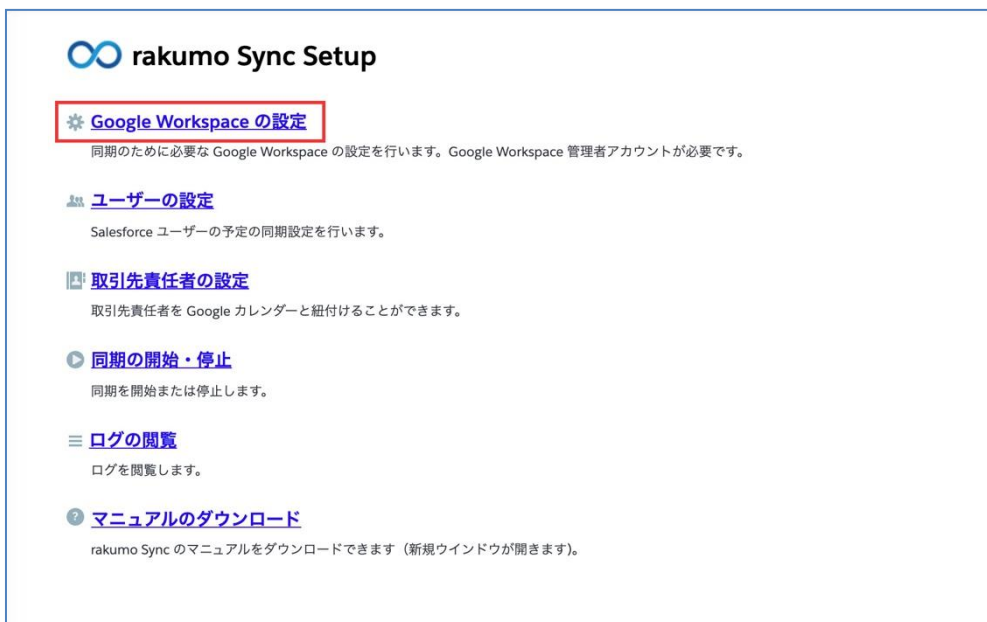 rakumo Sync Setup
Google Workspace の設定
同期のために必要な Google Workspace の設定を行います。Google Workspace 管理者アカウントが必要です。
ユーザーの設定
Salesforce ユーザーの予定の同期設定を行います。
取引先責任者の設定
取引先責任者を Google カレンダーと紐付けることができます。
同期の開始・停止
同期を開始または停止します。
ログの閲覧
ログを閲覧します。
マニュアルのダウンロード
rakumo Sync のマニュアルをダウンロードできます（新規ウインドウが開きます)。